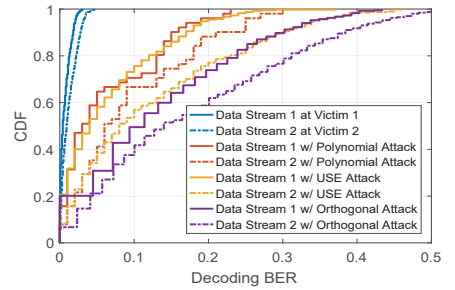 1
0.8
0.6
0.4
0.2
0
CDF
Data Stream 1 at Victim 1
Data Stream 2 at Victim 2
Data Stream 1 w/ Polynomial Attack
Data Stream 2 w/ Polynomial Attack
Data Stream 1 w/ USE Attack
Data Stream 2 w/ USE Attack
Data Stream 1 w/ Orthogonal Attack
Data Stream 2 w/ Orthogonal Attack
0 0.1 0.2 0.3 0.4 0.5
Decoding BER